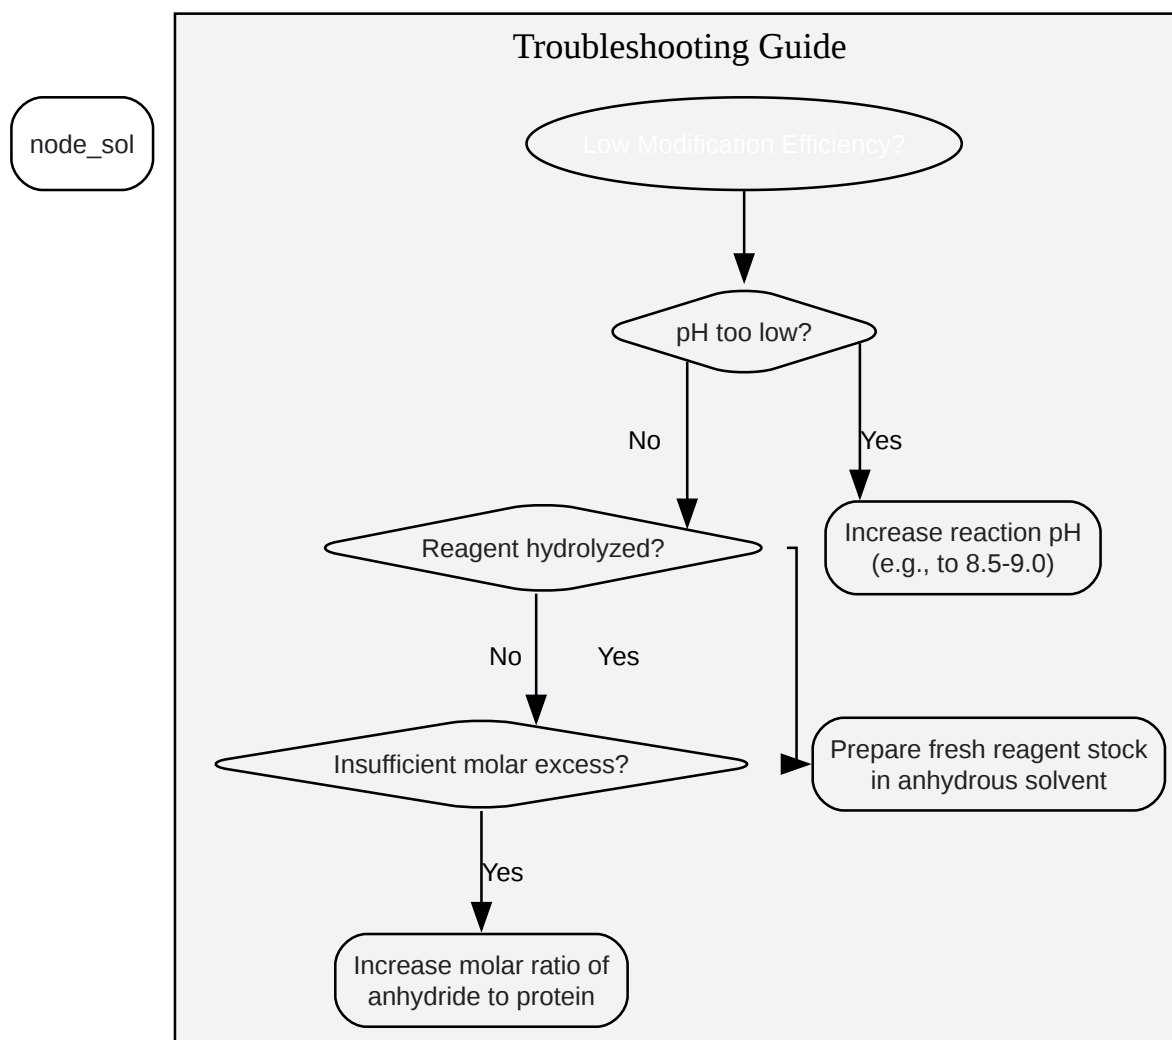 Troubleshooting Guide
node_sol
Low Modification Efficiency?
pH too low?
No
Yes
Reagent hydrolyzed?
Increase reaction pH
(e.g., to 8.5-9.0)
No
Yes
Insufficient molar excess?
Prepare fresh reagent stock
in anhydrous solvent
Yes
Increase molar ratio of
anhydride to protein